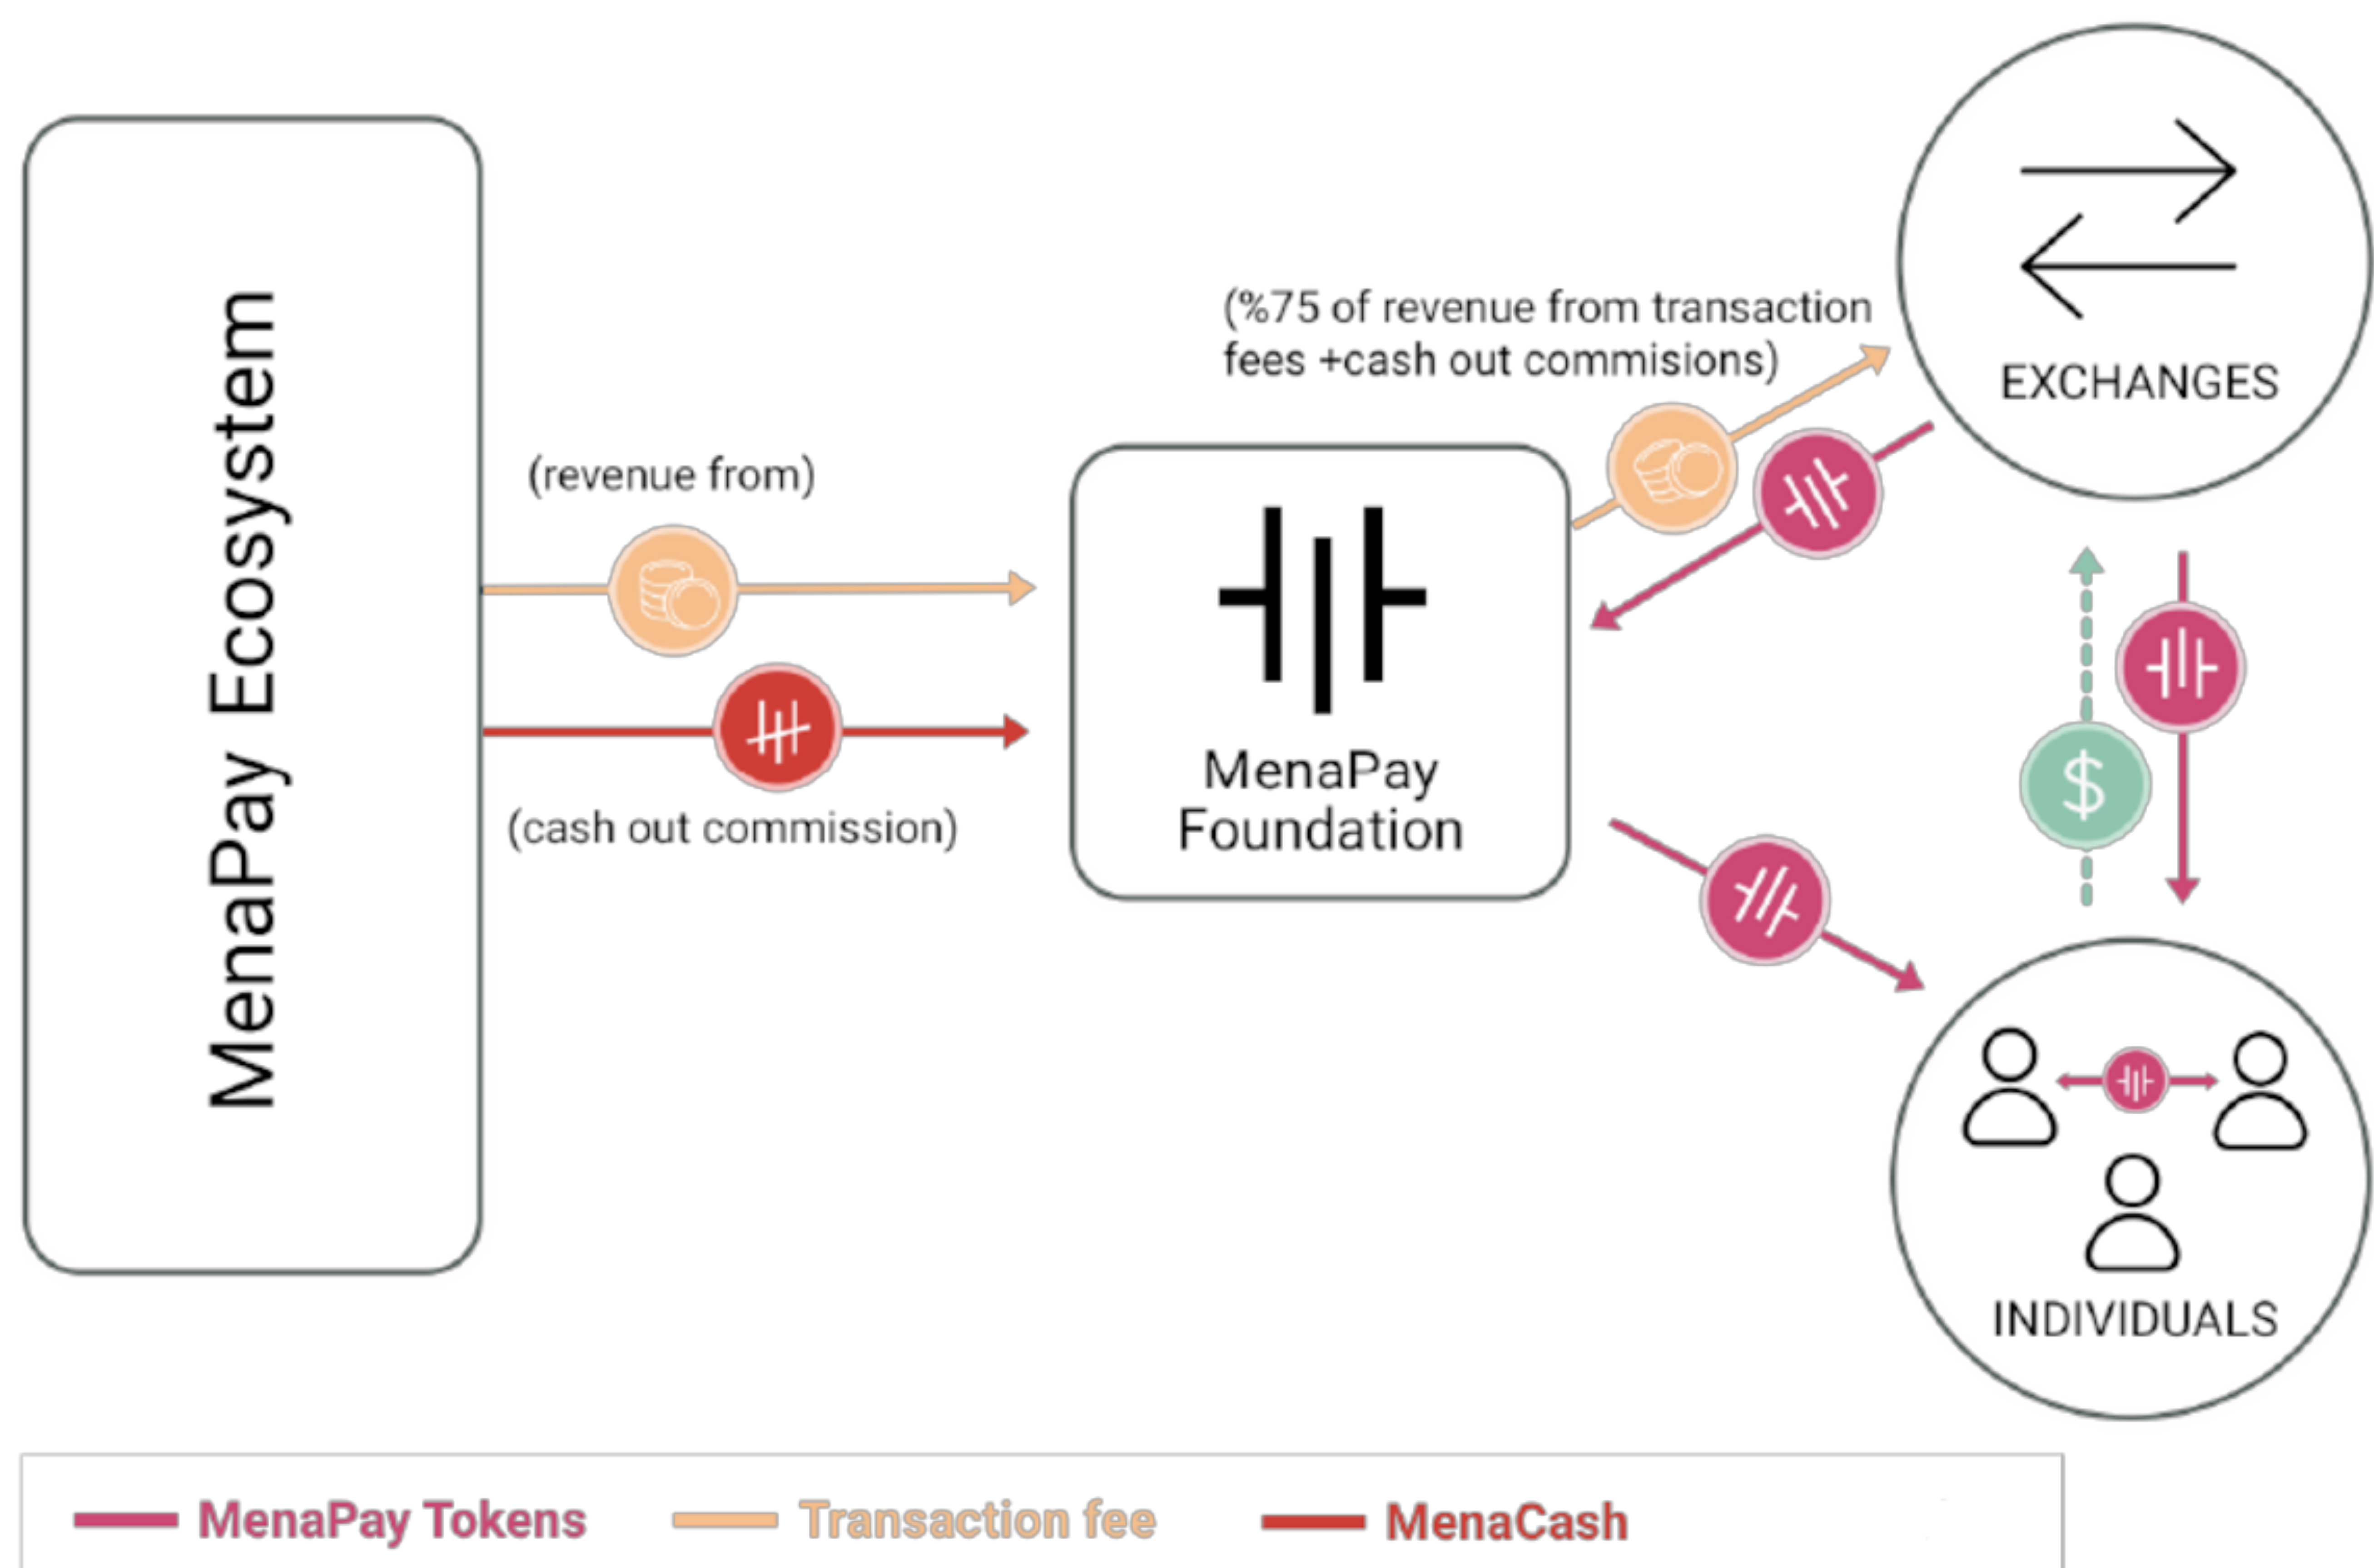 MenaPay Ecosystem
(revenue from)
(cash out commission)
MenaPay
Foundation
(%75 of revenue from transaction
fees +cash out commisions)
EXCHANGES
$
INDIVIDUALS
MenaPay Tokens
Transaction fee
MenaCash